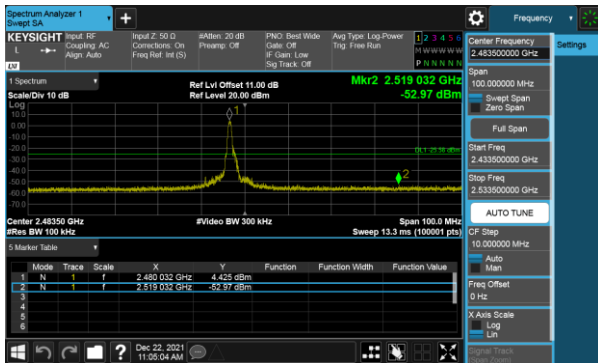 Spectrum Analyzer 1
Swept SA
+
Frequency
KEYSIGHT Input: RF Input Z: 50 Ω #Atten: 20 dB PNO: Best Wide Avg Type: Log-Power 1 2 3 4 5 6
L Coupling: AC Corrections: On Preamp: Off Gate: Off Trig: Free Run M W W W W W
Align: Auto Freq Ref: Int (S) IF Gain: Low P N N N N N
Sig Track: Off
LXI
Center Frequency
2.483500000 GHz
Settings
Span
100.000000 MHz
Swept Span
Zero Span
Full Span
Start Freq
2.433500000 GHz
Stop Freq
2.533500000 GHz
AUTO TUNE
CF Step
10.000000 MHz
Auto
Man
Freq Offset
0 Hz
X Axis Scale
Log
Lin
Signal Track
(Span Zoom)
1 Spectrum
Ref Lvl Offset 11.00 dB
Mkr2 2.519 032 GHz
Scale/Div 10 dB
Ref Level 20.00 dBm
-52.97 dBm
Log
10.0
0.00
-10.0
-20.0
-30.0
-40.0
-50.0
-60.0
-70.0
1
DL1 -25.58 dBm
2
Center 2.48350 GHz #Video BW 300 kHz Span 100.0 MHz
#Res BW 100 kHz Sweep 13.3 ms (100001 pts)
5 Marker Table
Mode Trace Scale X Y Function Function Width Function Value
1 N 1 f 2.480 032 GHz 4.425 dBm
2 N 1 f 2.519 032 GHz -52.97 dBm
3
4
5
6
?
Dec 22, 2021
11:05:04 AM